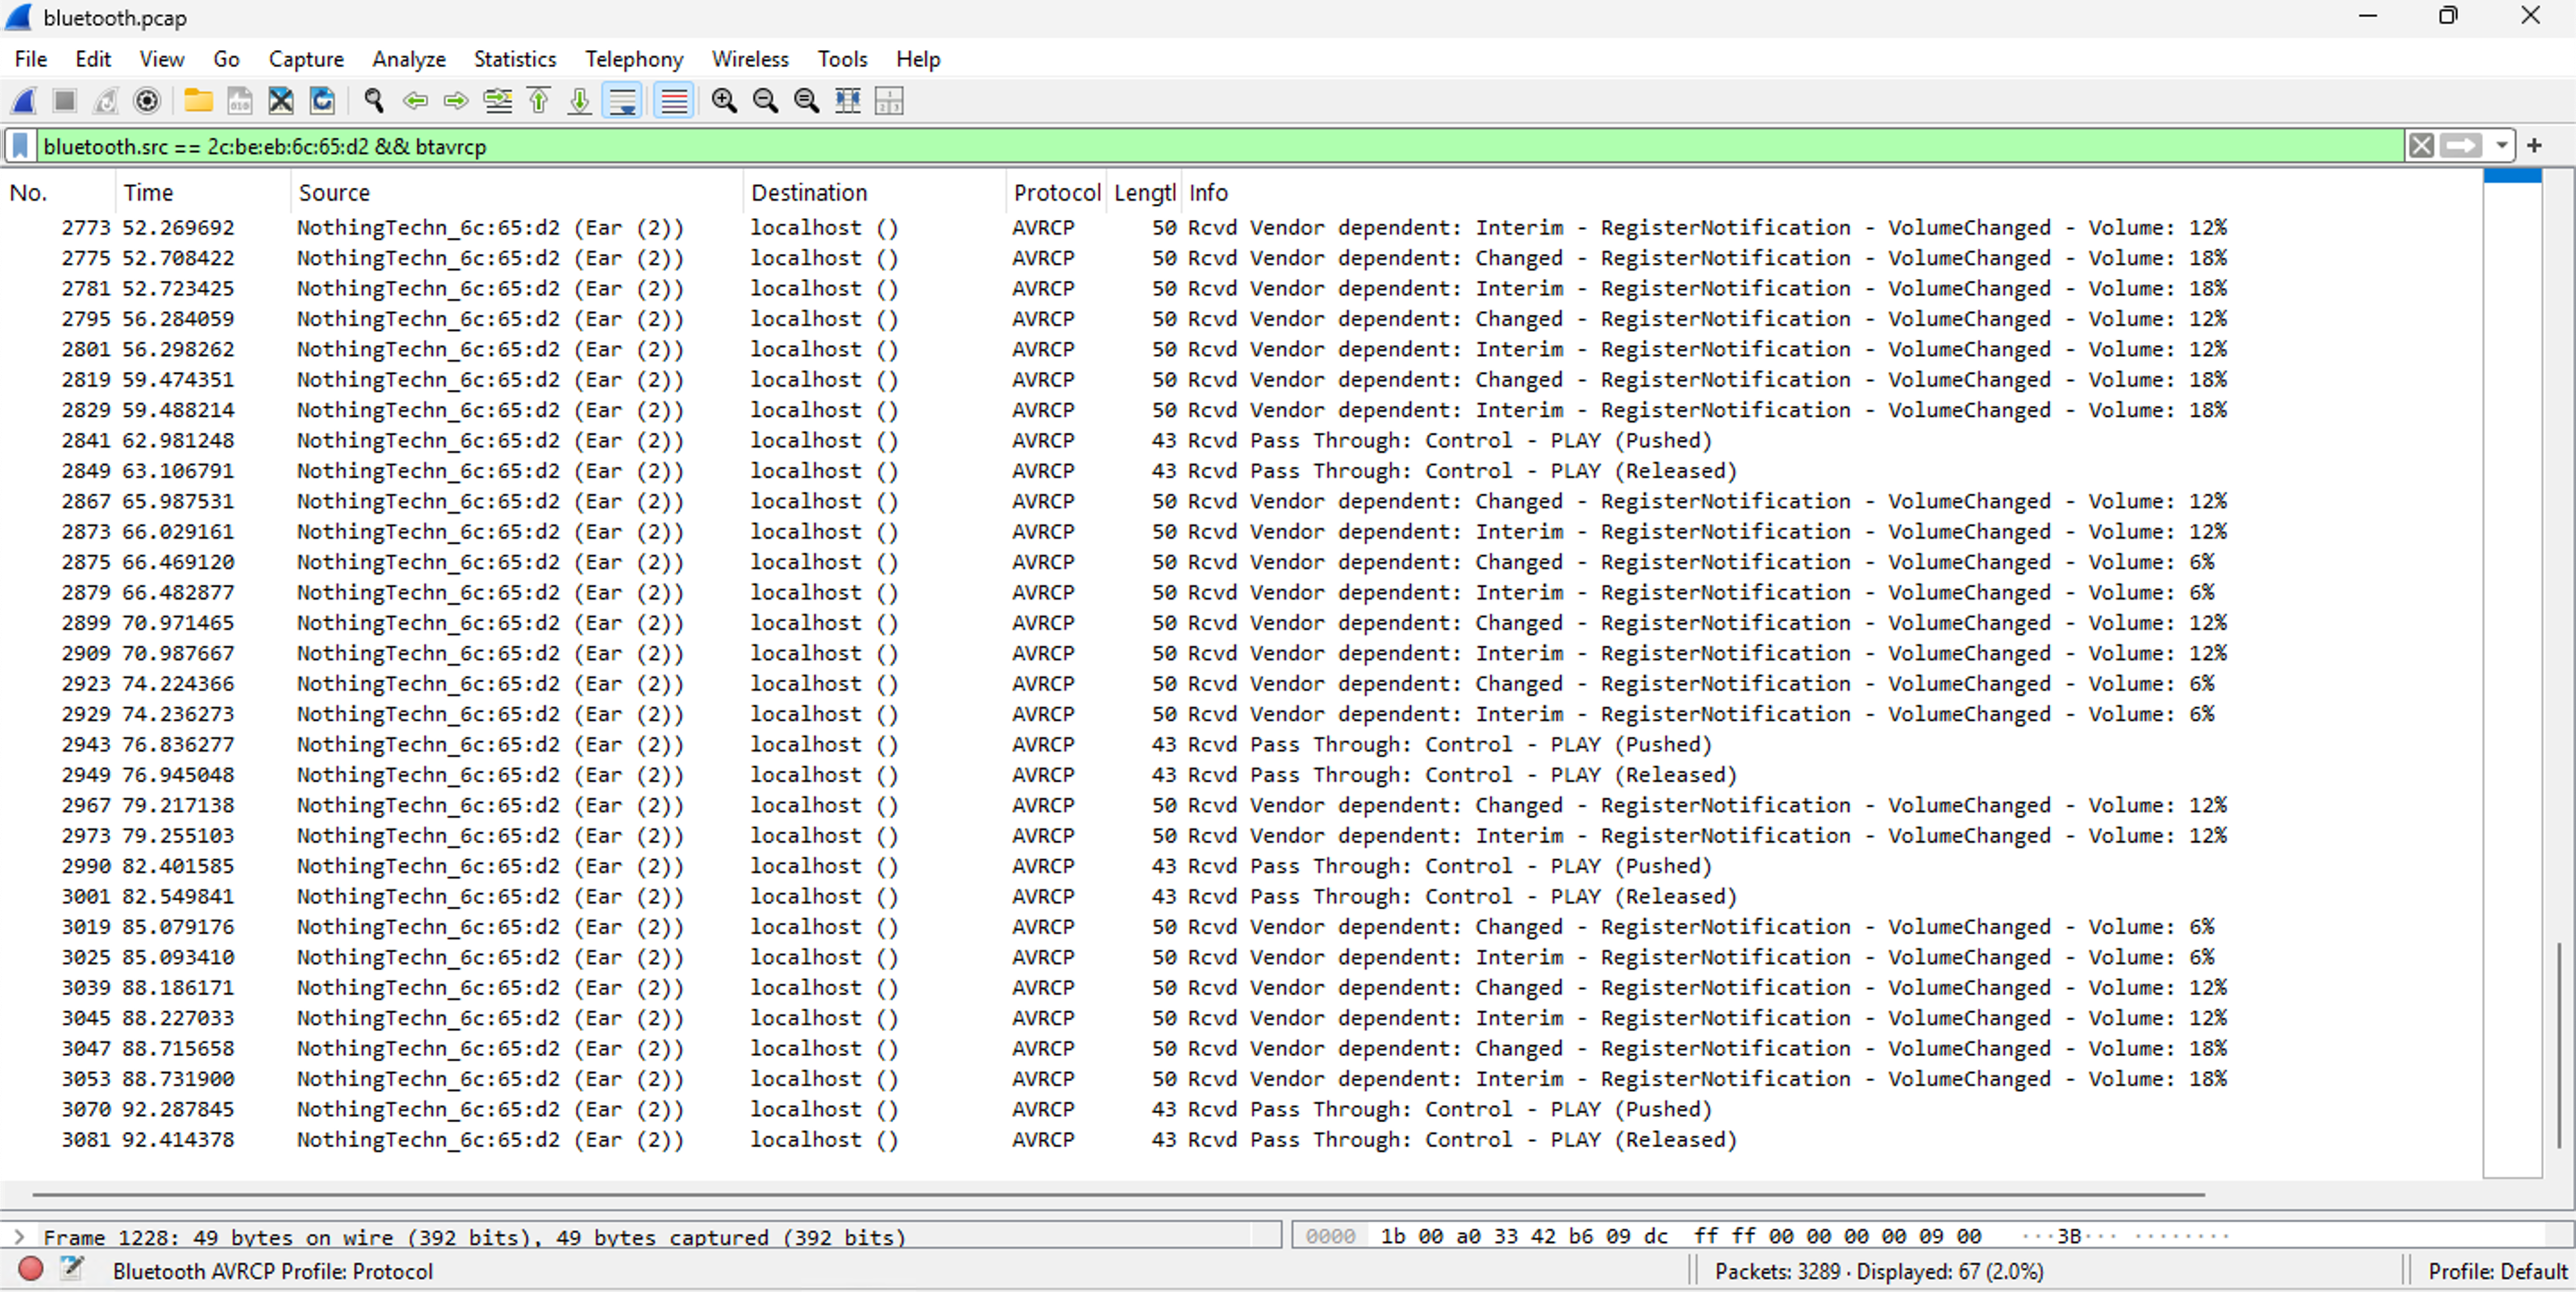 bluetooth.pcap
File Edit View Go Capture Analyze Statistics Telephony Wireless Tools Help
bluetooth.src == 2c:be:eb:6c:65:d2 && btavrcp
No. Time Source Destination Protocol Lengtl Info
2773 52.269692 NothingTechn_6c:65:d2 (Ear (2)) localhost () AVRCP 50 Rcvd Vendor dependent: Interim - RegisterNotification - VolumeChanged - Volume: 12%
2775 52.708422 NothingTechn_6c:65:d2 (Ear (2)) localhost () AVRCP 50 Rcvd Vendor dependent: Changed - RegisterNotification - VolumeChanged - Volume: 18%
2781 52.723425 NothingTechn_6c:65:d2 (Ear (2)) localhost () AVRCP 50 Rcvd Vendor dependent: Interim - RegisterNotification - VolumeChanged - Volume: 18%
2795 56.284059 NothingTechn_6c:65:d2 (Ear (2)) localhost () AVRCP 50 Rcvd Vendor dependent: Changed - RegisterNotification - VolumeChanged - Volume: 12%
2801 56.298262 NothingTechn_6c:65:d2 (Ear (2)) localhost () AVRCP 50 Rcvd Vendor dependent: Interim - RegisterNotification - VolumeChanged - Volume: 12%
2819 59.474351 NothingTechn_6c:65:d2 (Ear (2)) localhost () AVRCP 50 Rcvd Vendor dependent: Changed - RegisterNotification - VolumeChanged - Volume: 18%
2829 59.488214 NothingTechn_6c:65:d2 (Ear (2)) localhost () AVRCP 50 Rcvd Vendor dependent: Interim - RegisterNotification - VolumeChanged - Volume: 18%
2841 62.981248 NothingTechn_6c:65:d2 (Ear (2)) localhost () AVRCP 43 Rcvd Pass Through: Control - PLAY (Pushed)
2849 63.106791 NothingTechn_6c:65:d2 (Ear (2)) localhost () AVRCP 43 Rcvd Pass Through: Control - PLAY (Released)
2867 65.987531 NothingTechn_6c:65:d2 (Ear (2)) localhost () AVRCP 50 Rcvd Vendor dependent: Changed - RegisterNotification - VolumeChanged - Volume: 12%
2873 66.029161 NothingTechn_6c:65:d2 (Ear (2)) localhost () AVRCP 50 Rcvd Vendor dependent: Interim - RegisterNotification - VolumeChanged - Volume: 12%
2875 66.469120 NothingTechn_6c:65:d2 (Ear (2)) localhost () AVRCP 50 Rcvd Vendor dependent: Changed - RegisterNotification - VolumeChanged - Volume: 6%
2879 66.482877 NothingTechn_6c:65:d2 (Ear (2)) localhost () AVRCP 50 Rcvd Vendor dependent: Interim - RegisterNotification - VolumeChanged - Volume: 6%
2899 70.971465 NothingTechn_6c:65:d2 (Ear (2)) localhost () AVRCP 50 Rcvd Vendor dependent: Changed - RegisterNotification - VolumeChanged - Volume: 12%
2909 70.987667 NothingTechn_6c:65:d2 (Ear (2)) localhost () AVRCP 50 Rcvd Vendor dependent: Interim - RegisterNotification - VolumeChanged - Volume: 12%
2923 74.224366 NothingTechn_6c:65:d2 (Ear (2)) localhost () AVRCP 50 Rcvd Vendor dependent: Changed - RegisterNotification - VolumeChanged - Volume: 6%
2929 74.236273 NothingTechn_6c:65:d2 (Ear (2)) localhost () AVRCP 50 Rcvd Vendor dependent: Interim - RegisterNotification - VolumeChanged - Volume: 6%
2943 76.836277 NothingTechn_6c:65:d2 (Ear (2)) localhost () AVRCP 43 Rcvd Pass Through: Control - PLAY (Pushed)
2949 76.945048 NothingTechn_6c:65:d2 (Ear (2)) localhost () AVRCP 43 Rcvd Pass Through: Control - PLAY (Released)
2967 79.217138 NothingTechn_6c:65:d2 (Ear (2)) localhost () AVRCP 50 Rcvd Vendor dependent: Changed - RegisterNotification - VolumeChanged - Volume: 12%
2973 79.255103 NothingTechn_6c:65:d2 (Ear (2)) localhost () AVRCP 50 Rcvd Vendor dependent: Interim - RegisterNotification - VolumeChanged - Volume: 12%
2990 82.401585 NothingTechn_6c:65:d2 (Ear (2)) localhost () AVRCP 43 Rcvd Pass Through: Control - PLAY (Pushed)
3001 82.549841 NothingTechn_6c:65:d2 (Ear (2)) localhost () AVRCP 43 Rcvd Pass Through: Control - PLAY (Released)
3019 85.079176 NothingTechn_6c:65:d2 (Ear (2)) localhost () AVRCP 50 Rcvd Vendor dependent: Changed - RegisterNotification - VolumeChanged - Volume: 6%
3025 85.093410 NothingTechn_6c:65:d2 (Ear (2)) localhost () AVRCP 50 Rcvd Vendor dependent: Interim - RegisterNotification - VolumeChanged - Volume: 6%
3039 88.186171 NothingTechn_6c:65:d2 (Ear (2)) localhost () AVRCP 50 Rcvd Vendor dependent: Changed - RegisterNotification - VolumeChanged - Volume: 12%
3045 88.227033 NothingTechn_6c:65:d2 (Ear (2)) localhost () AVRCP 50 Rcvd Vendor dependent: Interim - RegisterNotification - VolumeChanged - Volume: 12%
3047 88.715658 NothingTechn_6c:65:d2 (Ear (2)) localhost () AVRCP 50 Rcvd Vendor dependent: Changed - RegisterNotification - VolumeChanged - Volume: 18%
3053 88.731900 NothingTechn_6c:65:d2 (Ear (2)) localhost () AVRCP 50 Rcvd Vendor dependent: Interim - RegisterNotification - VolumeChanged - Volume: 18%
3070 92.287845 NothingTechn_6c:65:d2 (Ear (2)) localhost () AVRCP 43 Rcvd Pass Through: Control - PLAY (Pushed)
3081 92.414378 NothingTechn_6c:65:d2 (Ear (2)) localhost () AVRCP 43 Rcvd Pass Through: Control - PLAY (Released)
Frame 1228: 49 bytes on wire (392 bits), 49 bytes captured (392 bits) 0000 1b 00 a0 33 42 b6 09 dc ff ff 00 00 00 00 09 00 ···3B··· ········
Bluetooth AVRCP Profile: Protocol Packets: 3289 · Displayed: 67 (2.0%) Profile: Default